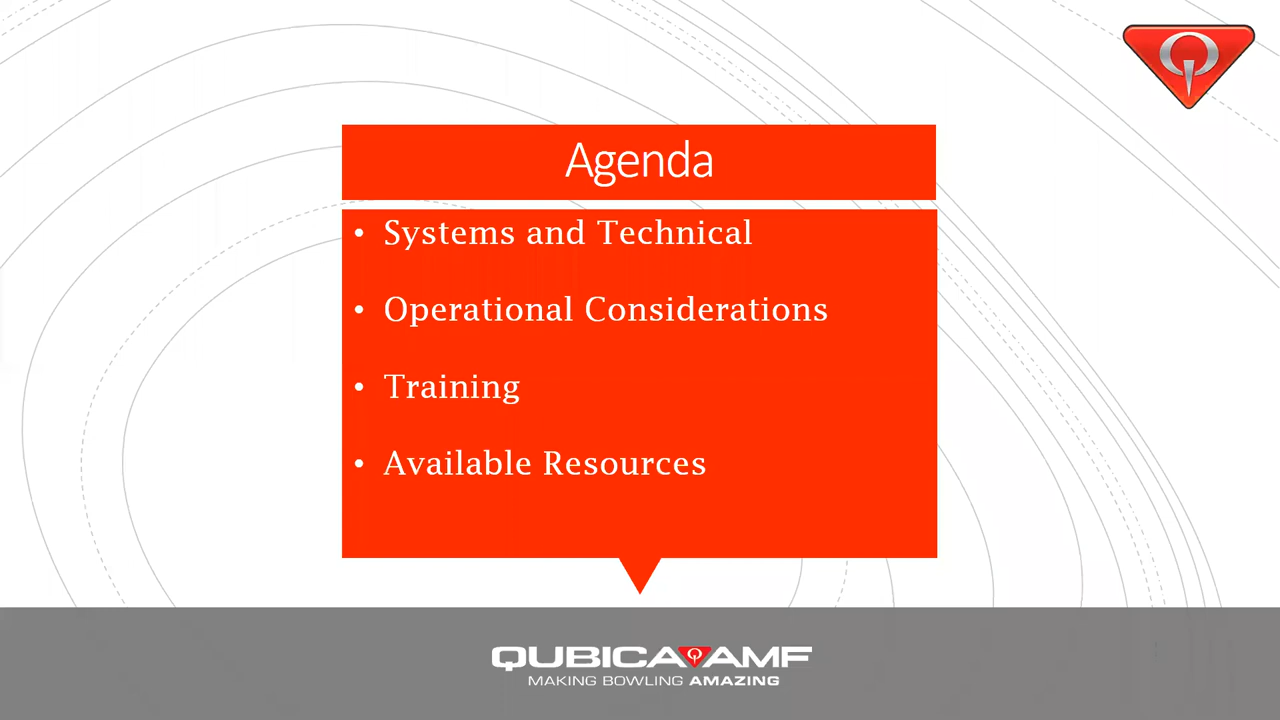 Agenda
• Systems and Technical
• Operational Considerations
• Training
• Available Resources
QUBICAAMF
MAKING BOWLING AMAZING